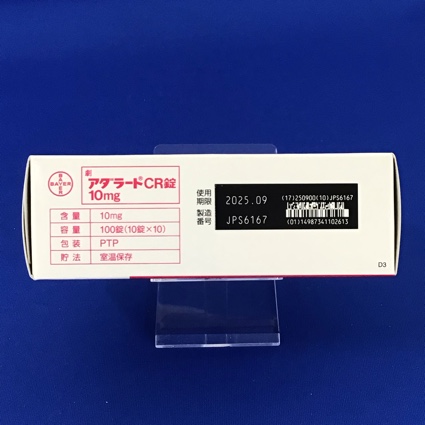 BAYER
BAYER
劇
アダラート®CR錠
10mg
含量 10mg
容量 100錠(10錠×10)
包装 PTP
貯法 室温保存
使用期限 2025.09
製造番号 JPS6167
(17)250900(10)JPS6167
(01)14987341102613
D3